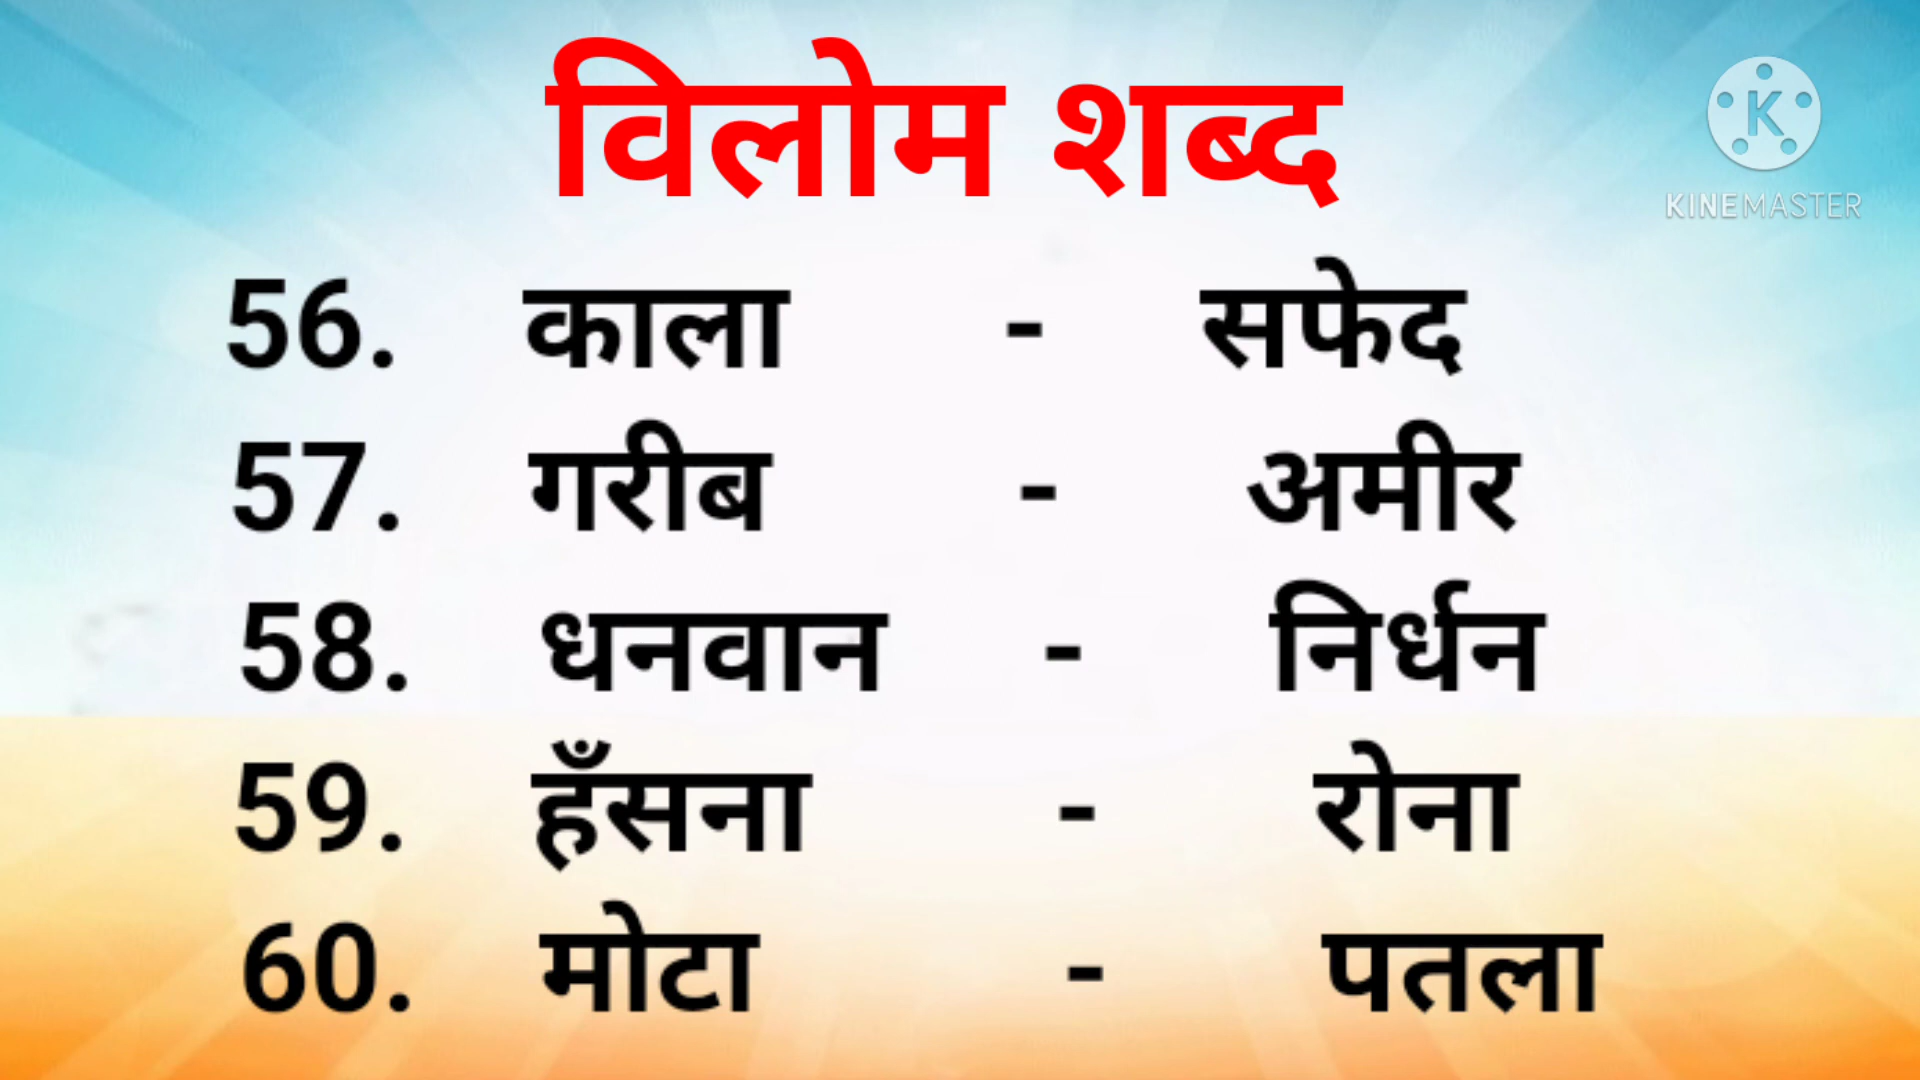 विलोम शब्द
KINEMASTER
56. काला - सफेद
57. गरीब - अमीर
58. धनवान - निर्धन
59. हँसना - रोना
60. मोटा - पतला